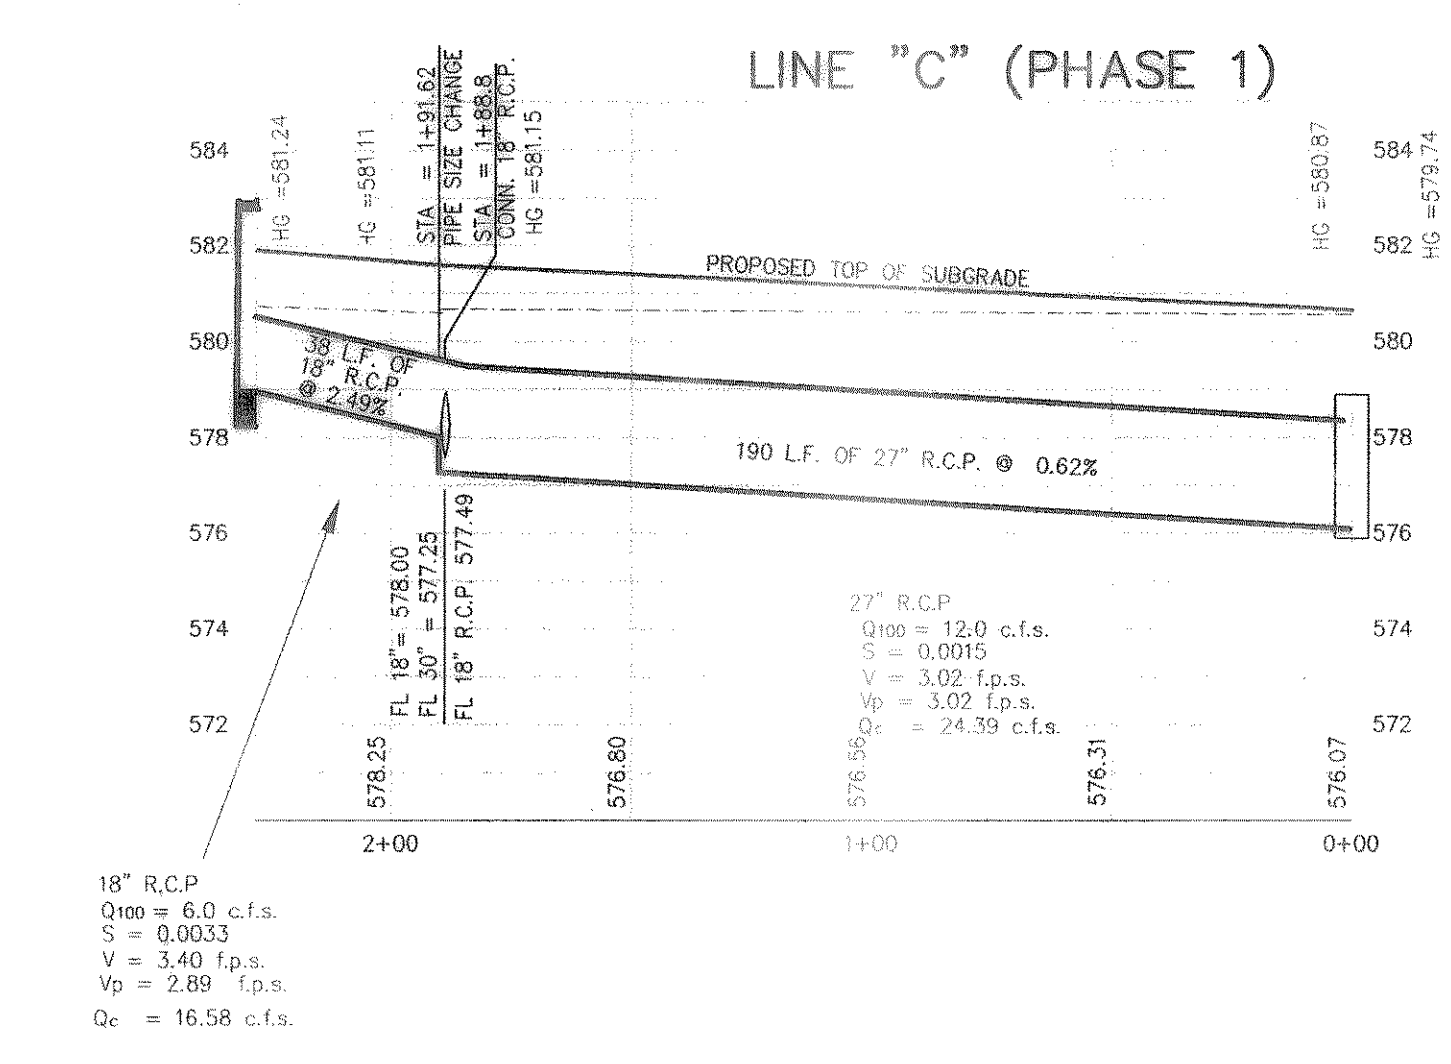 LINE "C" (PHASE 1)
HG =581.24
HG =581.11
STA = 1+91.62
PIPE SIZE CHANGE
STA = 1+88.8
CONN. 18" R.C.P.
HG =581.15
HG =580.87
HG =579.74
584
584
582
582
PROPOSED TOP OF SUBGRADE
580
580
38 L.F. OF
18" R.C.P.
@ 2.49%
578
578
190 L.F. OF 27" R.C.P. @ 0.62%
576
576
FL 18"= 578.00
FL 30" = 577.25
FL 18" R.C.P. 577.49
27" R.C.P
Q100 = 12.0 c.f.s.
S = 0.0015
V = 3.02 f.p.s.
Vp = 3.02 f.p.s.
Qc = 24.39 c.f.s.
574
574
572
572
578.25
576.80
576.56
576.31
576.07
2+00
1+00
0+00
18" R.C.P
Q100 = 6.0 c.f.s.
S = 0.0033
V = 3.40 f.p.s.
Vp = 2.89 f.p.s.
Qc = 16.58 c.f.s.